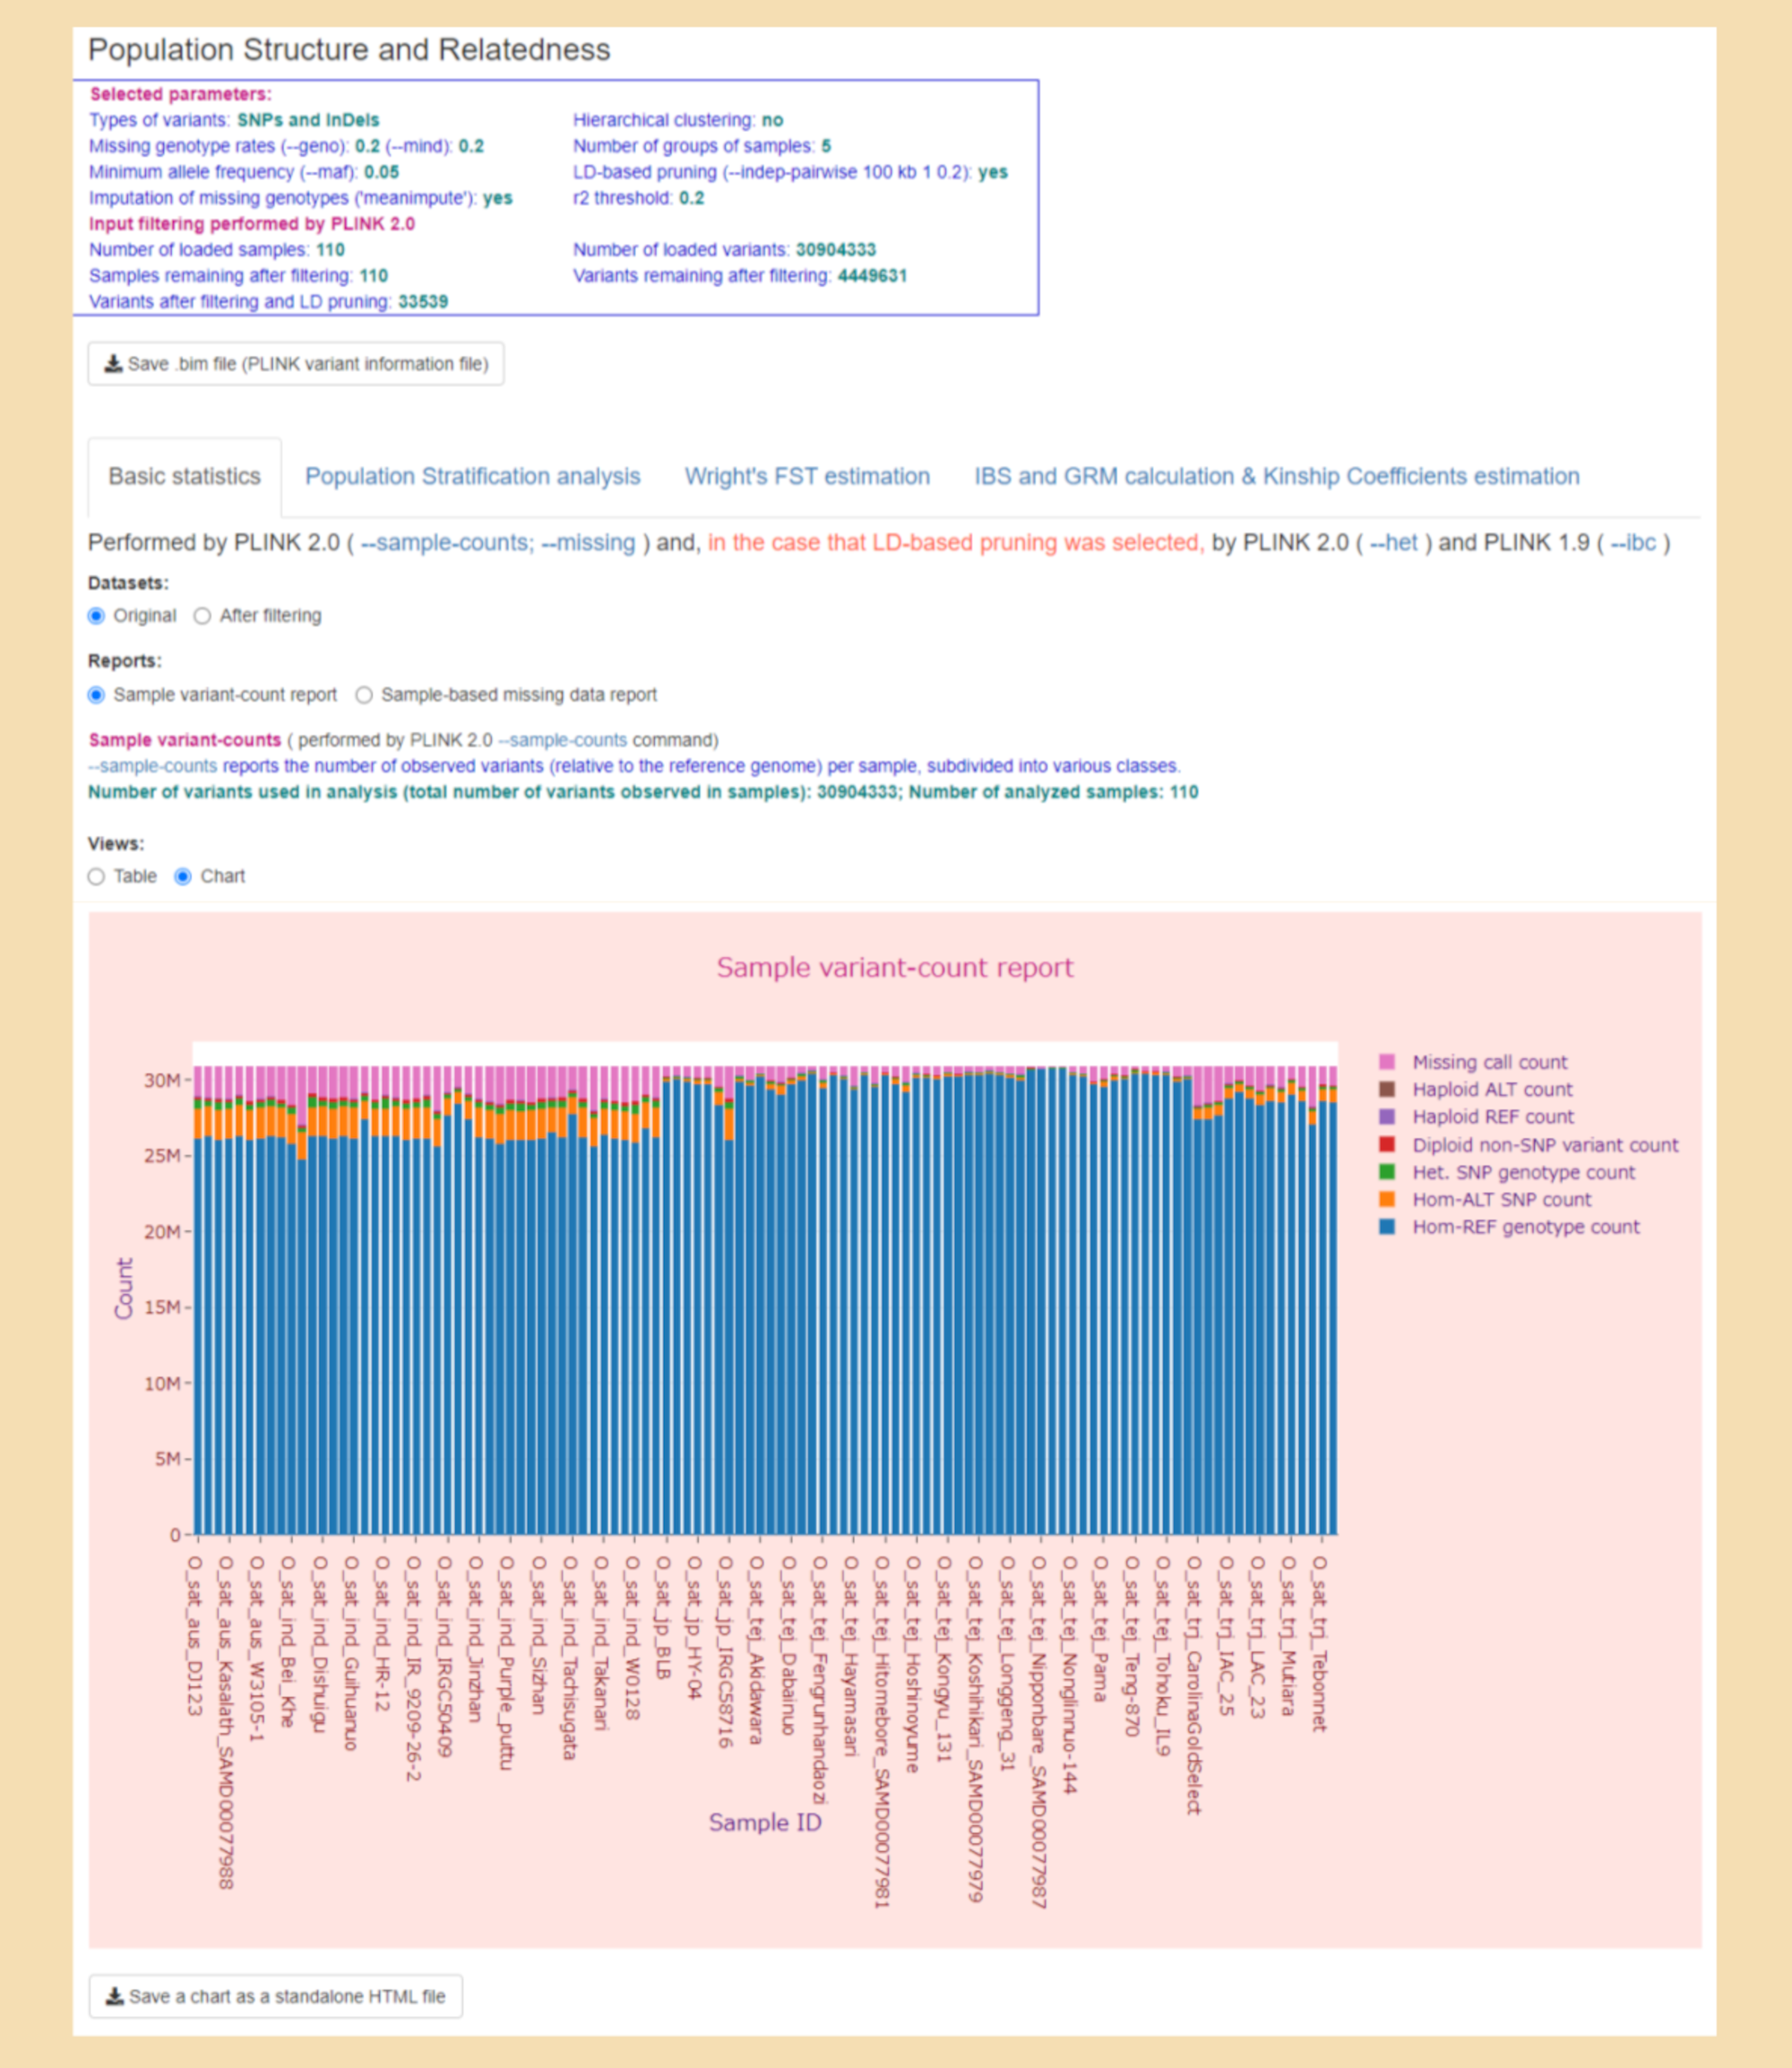 Population Structure and Relatedness
Selected parameters:
Types of variants: SNPs and InDels
Hierarchical clustering: no
Missing genotype rates (--geno): 0.2 (--mind): 0.2
Number of groups of samples: 5
Minimum allele frequency (--maf): 0.05
LD-based pruning (--indep-pairwise 100 kb 1 0.2): yes
Imputation of missing genotypes ('meanimpute'): yes
r2 threshold: 0.2
Input filtering performed by PLINK 2.0
Number of loaded samples: 110
Number of loaded variants: 30904333
Samples remaining after filtering: 110
Variants remaining after filtering: 4449631
Variants after filtering and LD pruning: 33539
Save .bim file (PLINK variant information file)
Basic statistics
Population Stratification analysis
Wright's FST estimation
IBS and GRM calculation & Kinship Coefficients estimation
Performed by PLINK 2.0 ( --sample-counts; --missing ) and, in the case that LD-based pruning was selected, by PLINK 2.0 ( --het ) and PLINK 1.9 ( --ibc )
Datasets:
Original After filtering
Reports:
Sample variant-count report Sample-based missing data report
Sample variant-counts ( performed by PLINK 2.0 --sample-counts command)
--sample-counts reports the number of observed variants (relative to the reference genome) per sample, subdivided into various classes.
Number of variants used in analysis (total number of variants observed in samples): 30904333; Number of analyzed samples: 110
Views:
Table Chart
Sample variant-count report
Missing call count
Haploid ALT count
Haploid REF count
Diploid non-SNP variant count
Het. SNP genotype count
Hom-ALT SNP count
Hom-REF genotype count
30M
25M
20M
15M
10M
5M
0
Count
O_sat_aus_DJ123
O_sat_aus_Kasalath_SAMD00077988
O_sat_aus_W3105-1
O_sat_ind_Bei_Khe
O_sat_ind_Dishuigu
O_sat_ind_Guihuanuo
O_sat_ind_HR-12
O_sat_ind_IR_9209-26-2
O_sat_ind_IRGC50409
O_sat_ind_Jinzhan
O_sat_ind_Purple_puttu
O_sat_ind_Sizhan
O_sat_ind_Tachisugata
O_sat_ind_Takanari
O_sat_ind_W0128
O_sat_jp_BLB
O_sat_jp_HY-04
O_sat_jp_IRGC58716
O_sat_tej_Akidawara
O_sat_tej_Dabainuo
O_sat_tej_Fengrunhandaozi
O_sat_tej_Hayamasari
O_sat_tej_Hitomebore_SAMD00077981
O_sat_tej_Hoshinoyume
O_sat_tej_Kongyu_131
O_sat_tej_Koshihikari_SAMD00077979
O_sat_tej_Longgeng_31
O_sat_tej_Nipponbare_SAMD00077987
O_sat_tej_Nonglinnuo-144
O_sat_tej_Pama
O_sat_tej_Teng-870
O_sat_tej_Tohoku_IL9
O_sat_trj_CarolinaGoldSelect
O_sat_trj_IAC_25
O_sat_trj_LAC_23
O_sat_trj_Mutiara
O_sat_trj_Tebonnet
Sample ID
Save a chart as a standalone HTML file